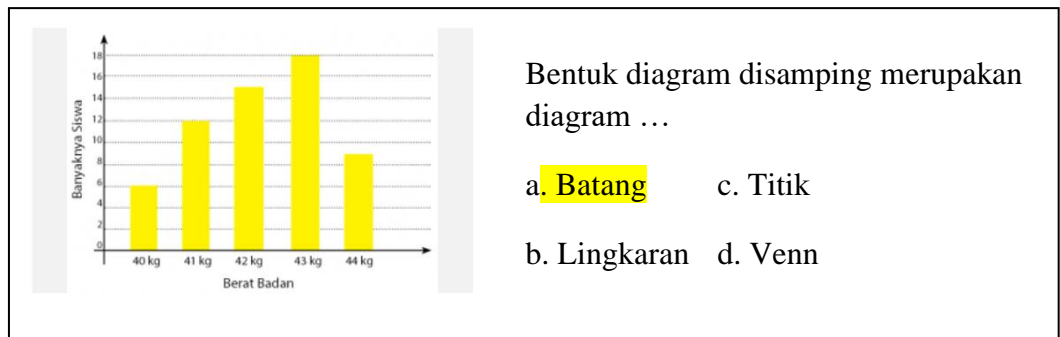 18
16
14
12
10
8
6
4
2
0
Banyaknya Siswa
40 kg 41 kg 42 kg 43 kg 44 kg
Berat Badan
Bentuk diagram disamping merupakan
diagram …
a. Batang c. Titik
b. Lingkaran d. Venn